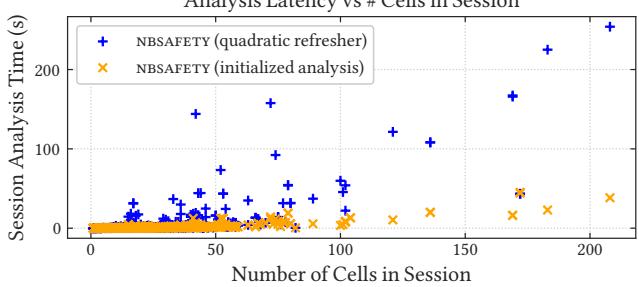 Analysis Latency vs # Cells in Session
NBSAFETY (quadratic refresher)
NBSAFETY (initialized analysis)
Session Analysis Time (s)
200
100
0
0 50 100 150 200
Number of Cells in Session